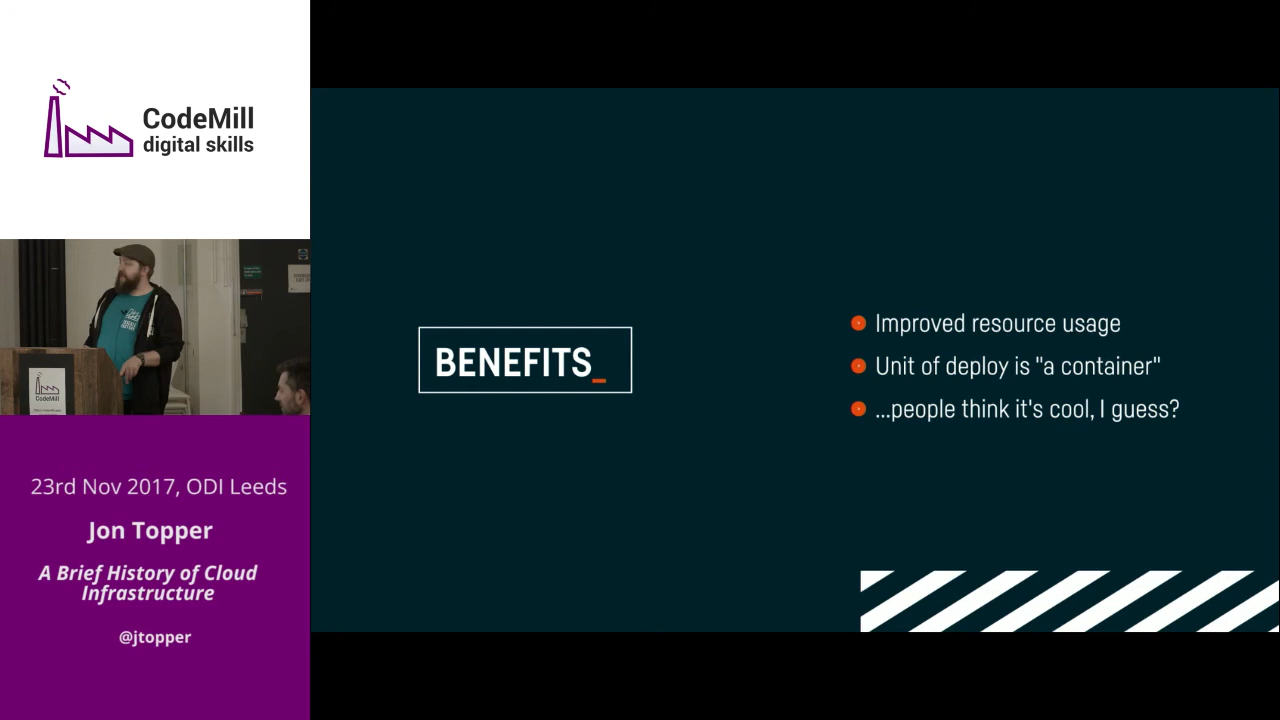 CodeMill
digital skills
CodeMill
23rd Nov 2017, ODI Leeds
Jon Topper
A Brief History of Cloud
Infrastructure
@jtopper
BENEFITS_
Improved resource usage
Unit of deploy is "a container"
...people think it's cool, I guess?